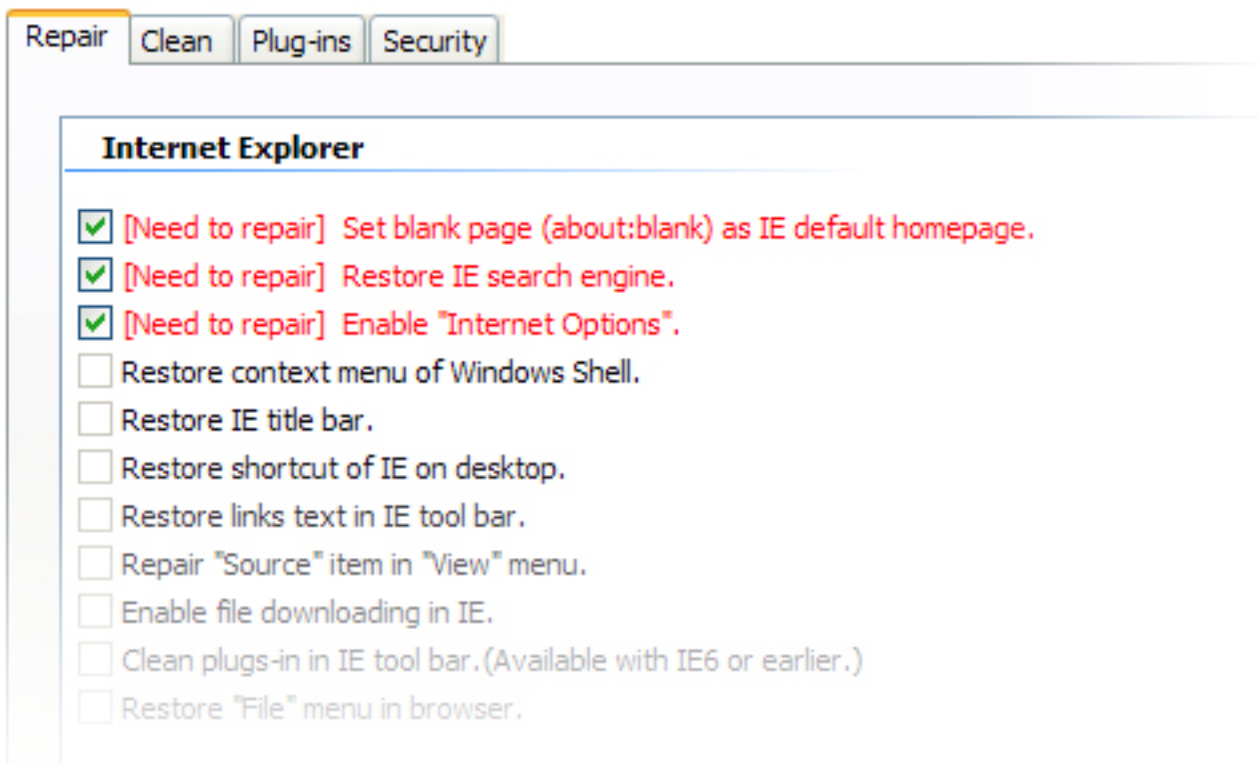 Repair Clean Plug-ins Security
Internet Explorer
[Need to repair] Set blank page (about:blank) as IE default homepage.
[Need to repair] Restore IE search engine.
[Need to repair] Enable "Internet Options".
Restore context menu of Windows Shell.
Restore IE title bar.
Restore shortcut of IE on desktop.
Restore links text in IE tool bar.
Repair "Source" item in "View" menu.
Enable file downloading in IE.
Clean plugs-in in IE tool bar.(Available with IE6 or earlier.)
Restore "File" menu in browser.